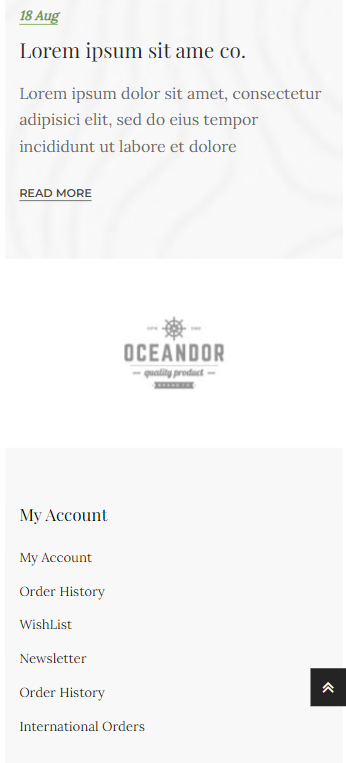 18 Aug
Lorem ipsum sit ame co.
Lorem ipsum dolor sit amet, consectetur
adipisici elit, sed do eius tempor
incididunt ut labore et dolore
READ MORE
OCEANDOR
quality product
My Account
My Account
Order History
WishList
Newsletter
Order History
International Orders